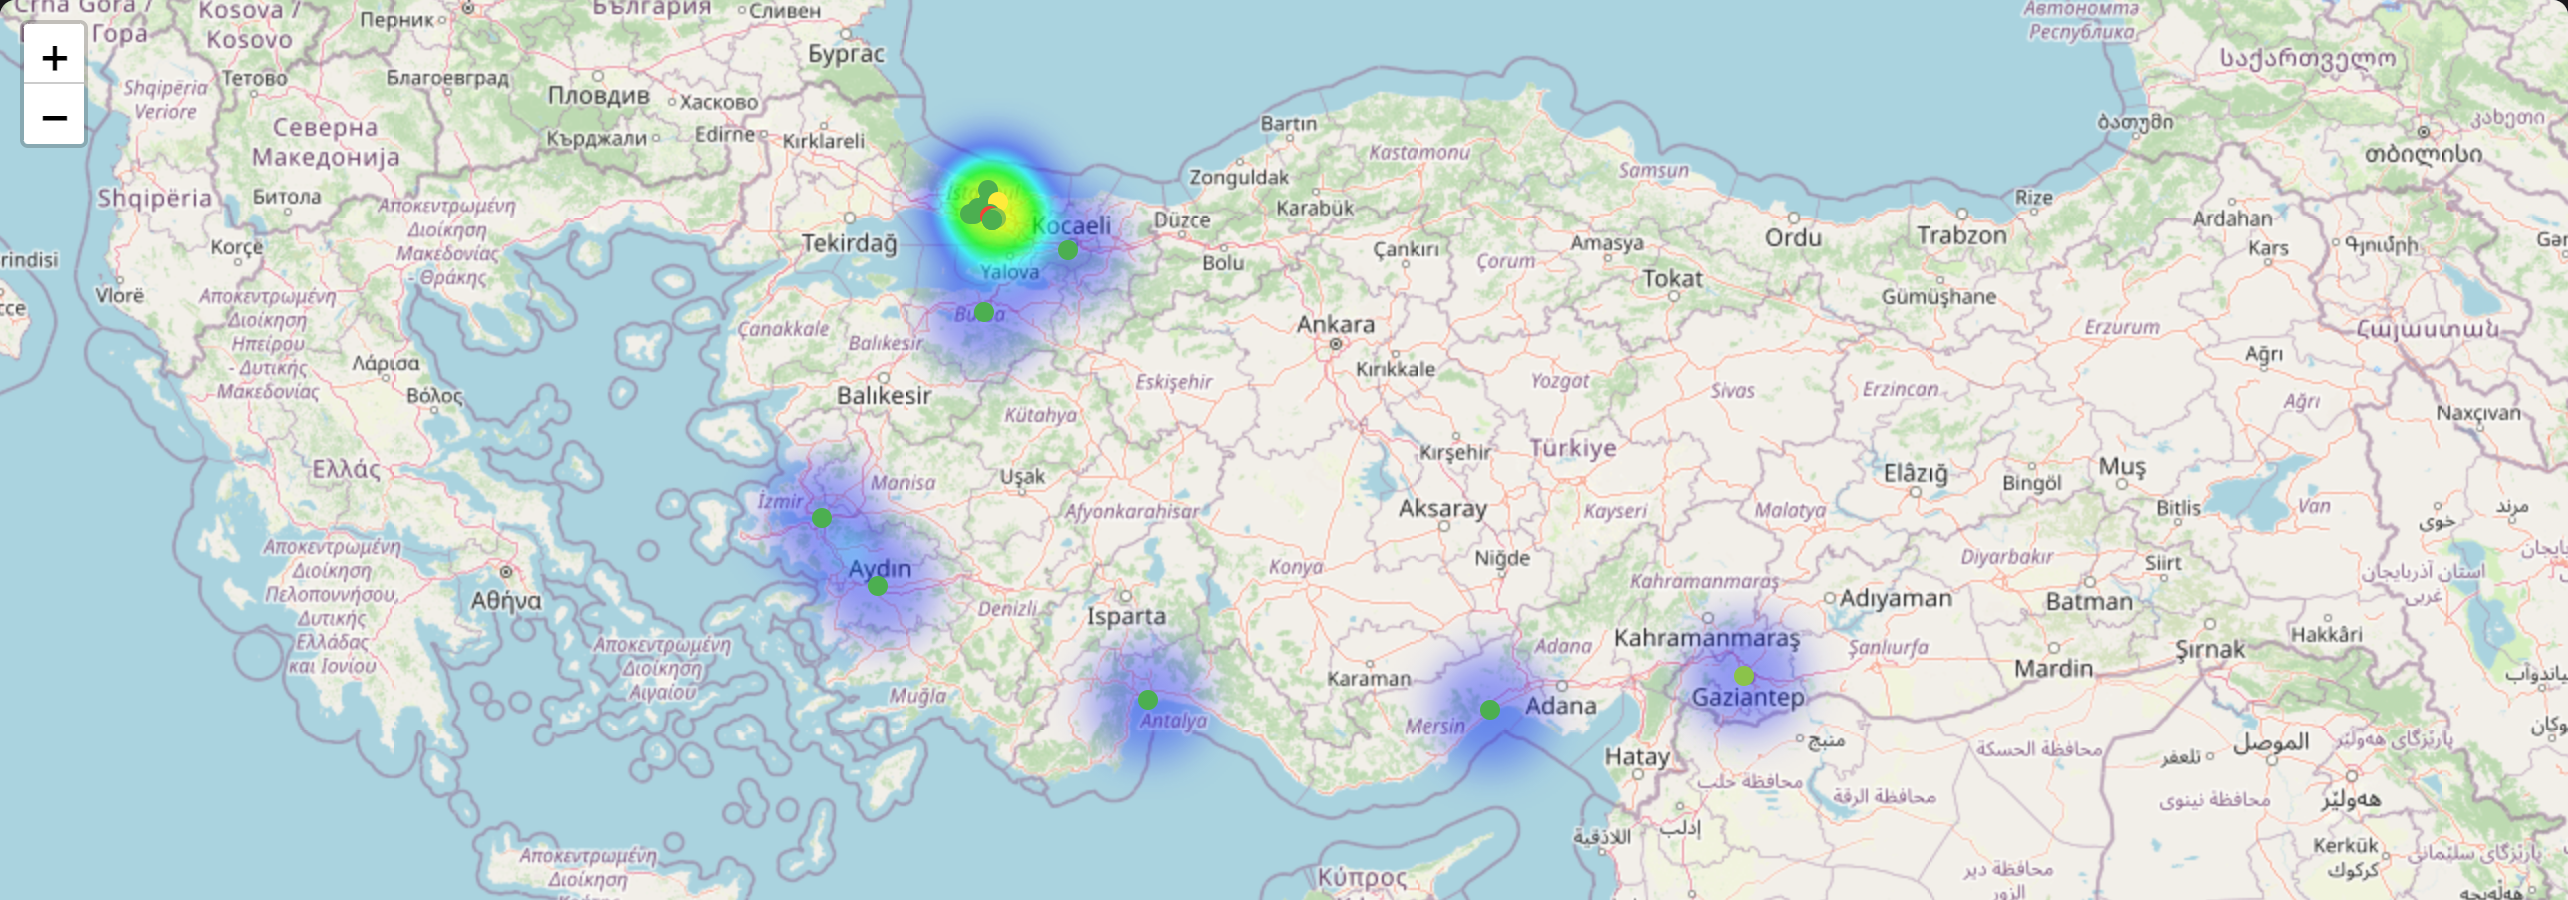 Crna Gora /
Гора
Kosova /
Kosovo
Перник
България
Сливен
Бургас
Автономтә
Республика
საქართველო
+
−
Тетово
Благоевград
Shqipëria
Veriore
Пловдив
Хасково
Северна
Македонија
Кърджали
Edirne
Kırklareli
Bartın
Kastamonu
Samsun
ბათუმი
კახეთი
თბილისი
Shqipëria
Битола
Αποκεντρωμένη
Διοίκηση
Μακεδονίας
- Θράκης
Zonguldak
Karabük
Rize
Ardahan
Kocaeli
Düzce
Tekirdağ
Korçë
rindisi
Yalova
Bolu
Çankırı
Amasya
Çorum
Ordu
Trabzon
Kars
Գյումրի
Tokat
Gümüşhane
Vlorë
Αποκεντρωμένη
Διοίκηση
Ηπείρου
- Δυτικής
Μακεδονίας
Çanakkale
Balıkesir
Ankara
Erzurum
Հայաստան
Λάρισα
Βόλος
Kırıkkale
Ağrı
Balıkesir
Kütahya
Eskişehir
Yozgat
Sivas
Erzincan
Ağrı
Naxçıvan
Ελλάς
Kırşehir
Türkiye
Elâzığ
Bingöl
Muş
Manisa
Uşak
İzmir
Afyonkarahisar
Aksaray
Kayseri
Malatya
Bitlis
Van
خوی
مرند
Αποκεντρωμένη
Διοίκηση
Πελοποννήσου,
Δυτικής
Ελλάδας
και Ιονίου
Αθήνα
Aydın
Denizli
Isparta
Konya
Niğde
Kahramanmaraş
Diyarbakır
Siirt
استان آذربایجان
غربی
Adıyaman
Batman
Αποκεντρωμένη
Διοίκηση
Αιγαίου
Muğla
Antalya
Karaman
Mersin
Adana
Adana
Kahramanmaraş
Gaziantep
Şanlıurfa
Mardin
Şırnak
Hakkâri
Hatay
منبج
محافظة حلب
محافظة الرقة
محافظة الحسكة
تلعفر
الموصل
پارێزگای هەولێر
محافظة نينوى
هەولێر
اللاذقية
إدلب
Αποκεντρωμένη
Διοίκηση
Κύπρος
محافظة دير
الزور
Kerkûk
كركوك
پارێزگای سلێمانی